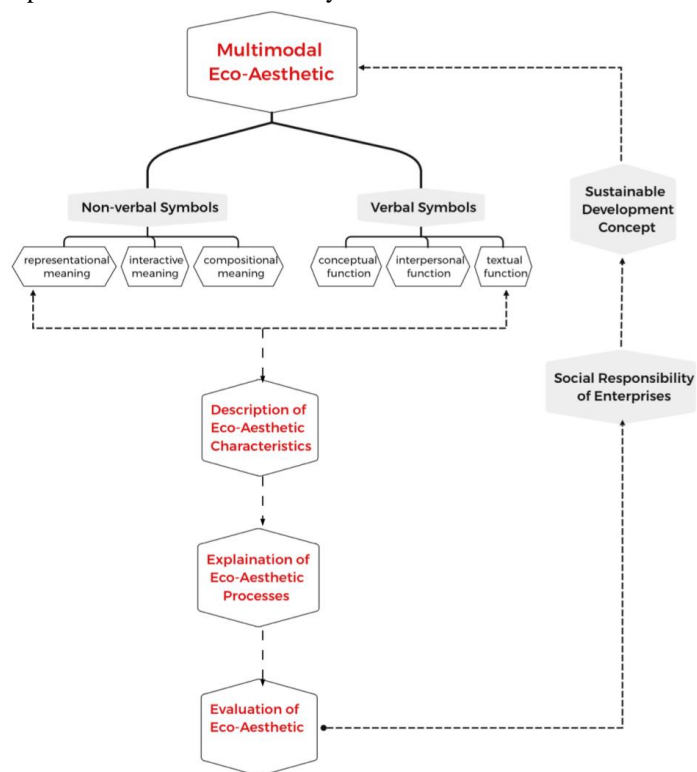 Multimodal
Eco-Aesthetic
Non-verbal Symbols
Verbal Symbols
Sustainable
Development
Concept
representational
meaning
interactive
meaning
compositional
meaning
conceptual
function
interpersonal
function
textual
function
Social Responsibility
of Enterprises
Description of
Eco-Aesthetic
Characteristics
Explaination of
Eco-Aesthetic
Processes
Evaluation of
Eco-Aesthetic